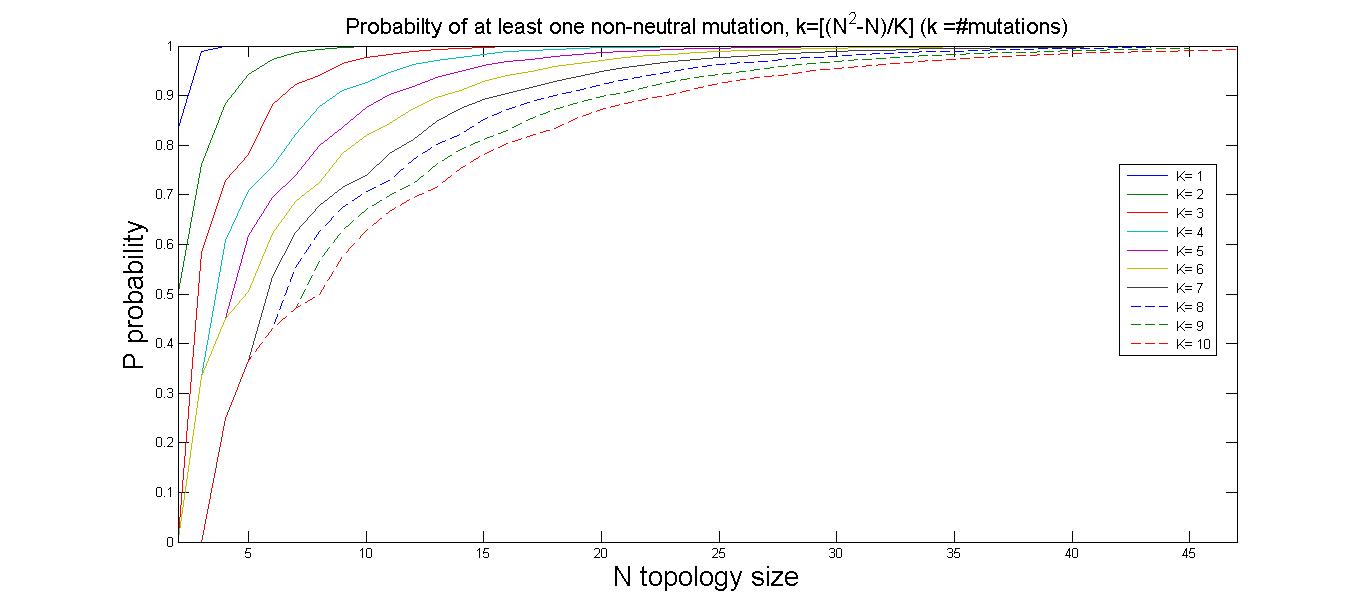 Probabilty of at least one non-neutral mutation, k=[(N²-N)/K] (k =#mutations)
1
0.9
0.8
0.7
0.6
0.5
0.4
0.3
0.2
0.1
0
P probability
K= 1
K= 2
K= 3
K= 4
K= 5
K= 6
K= 7
K= 8
K= 9
K= 10
5 10 15 20 25 30 35 40 45
N topology size